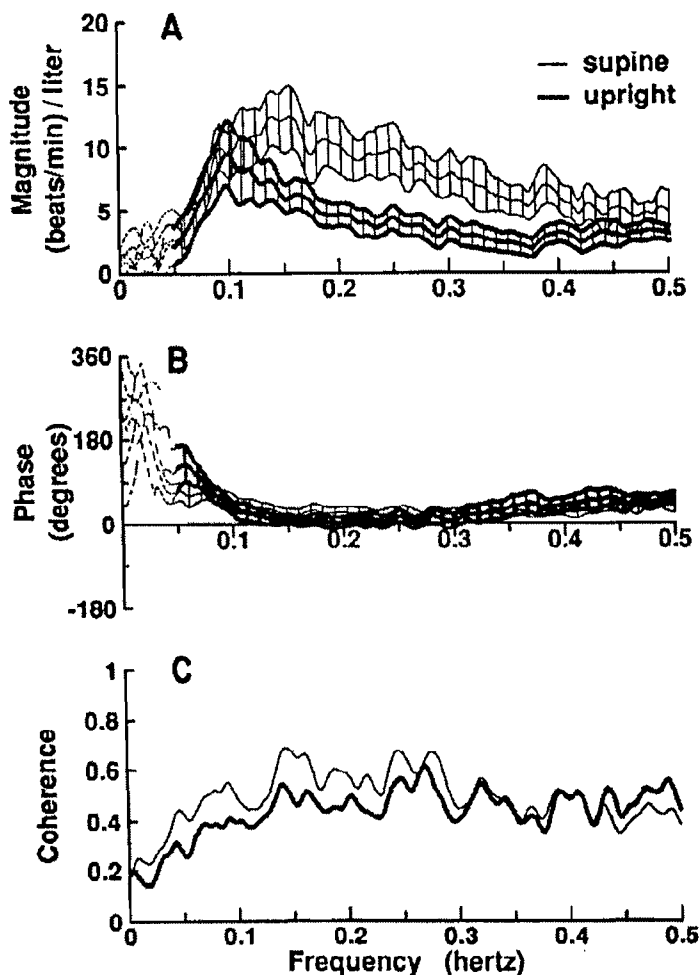 A
20
15
10
5
0
Magnitude
(beats/min) / liter
supine
upright
0 0.1 0.2 0.3 0.4 0.5
B
360
180
0
-180
Phase
(degrees)
0.1 0.2 0.3 0.4 0.5
C
1
0.8
0.6
0.4
0.2
0
Coherence
0.1 0.2 0.3 0.4 0.5
Frequency (hertz)